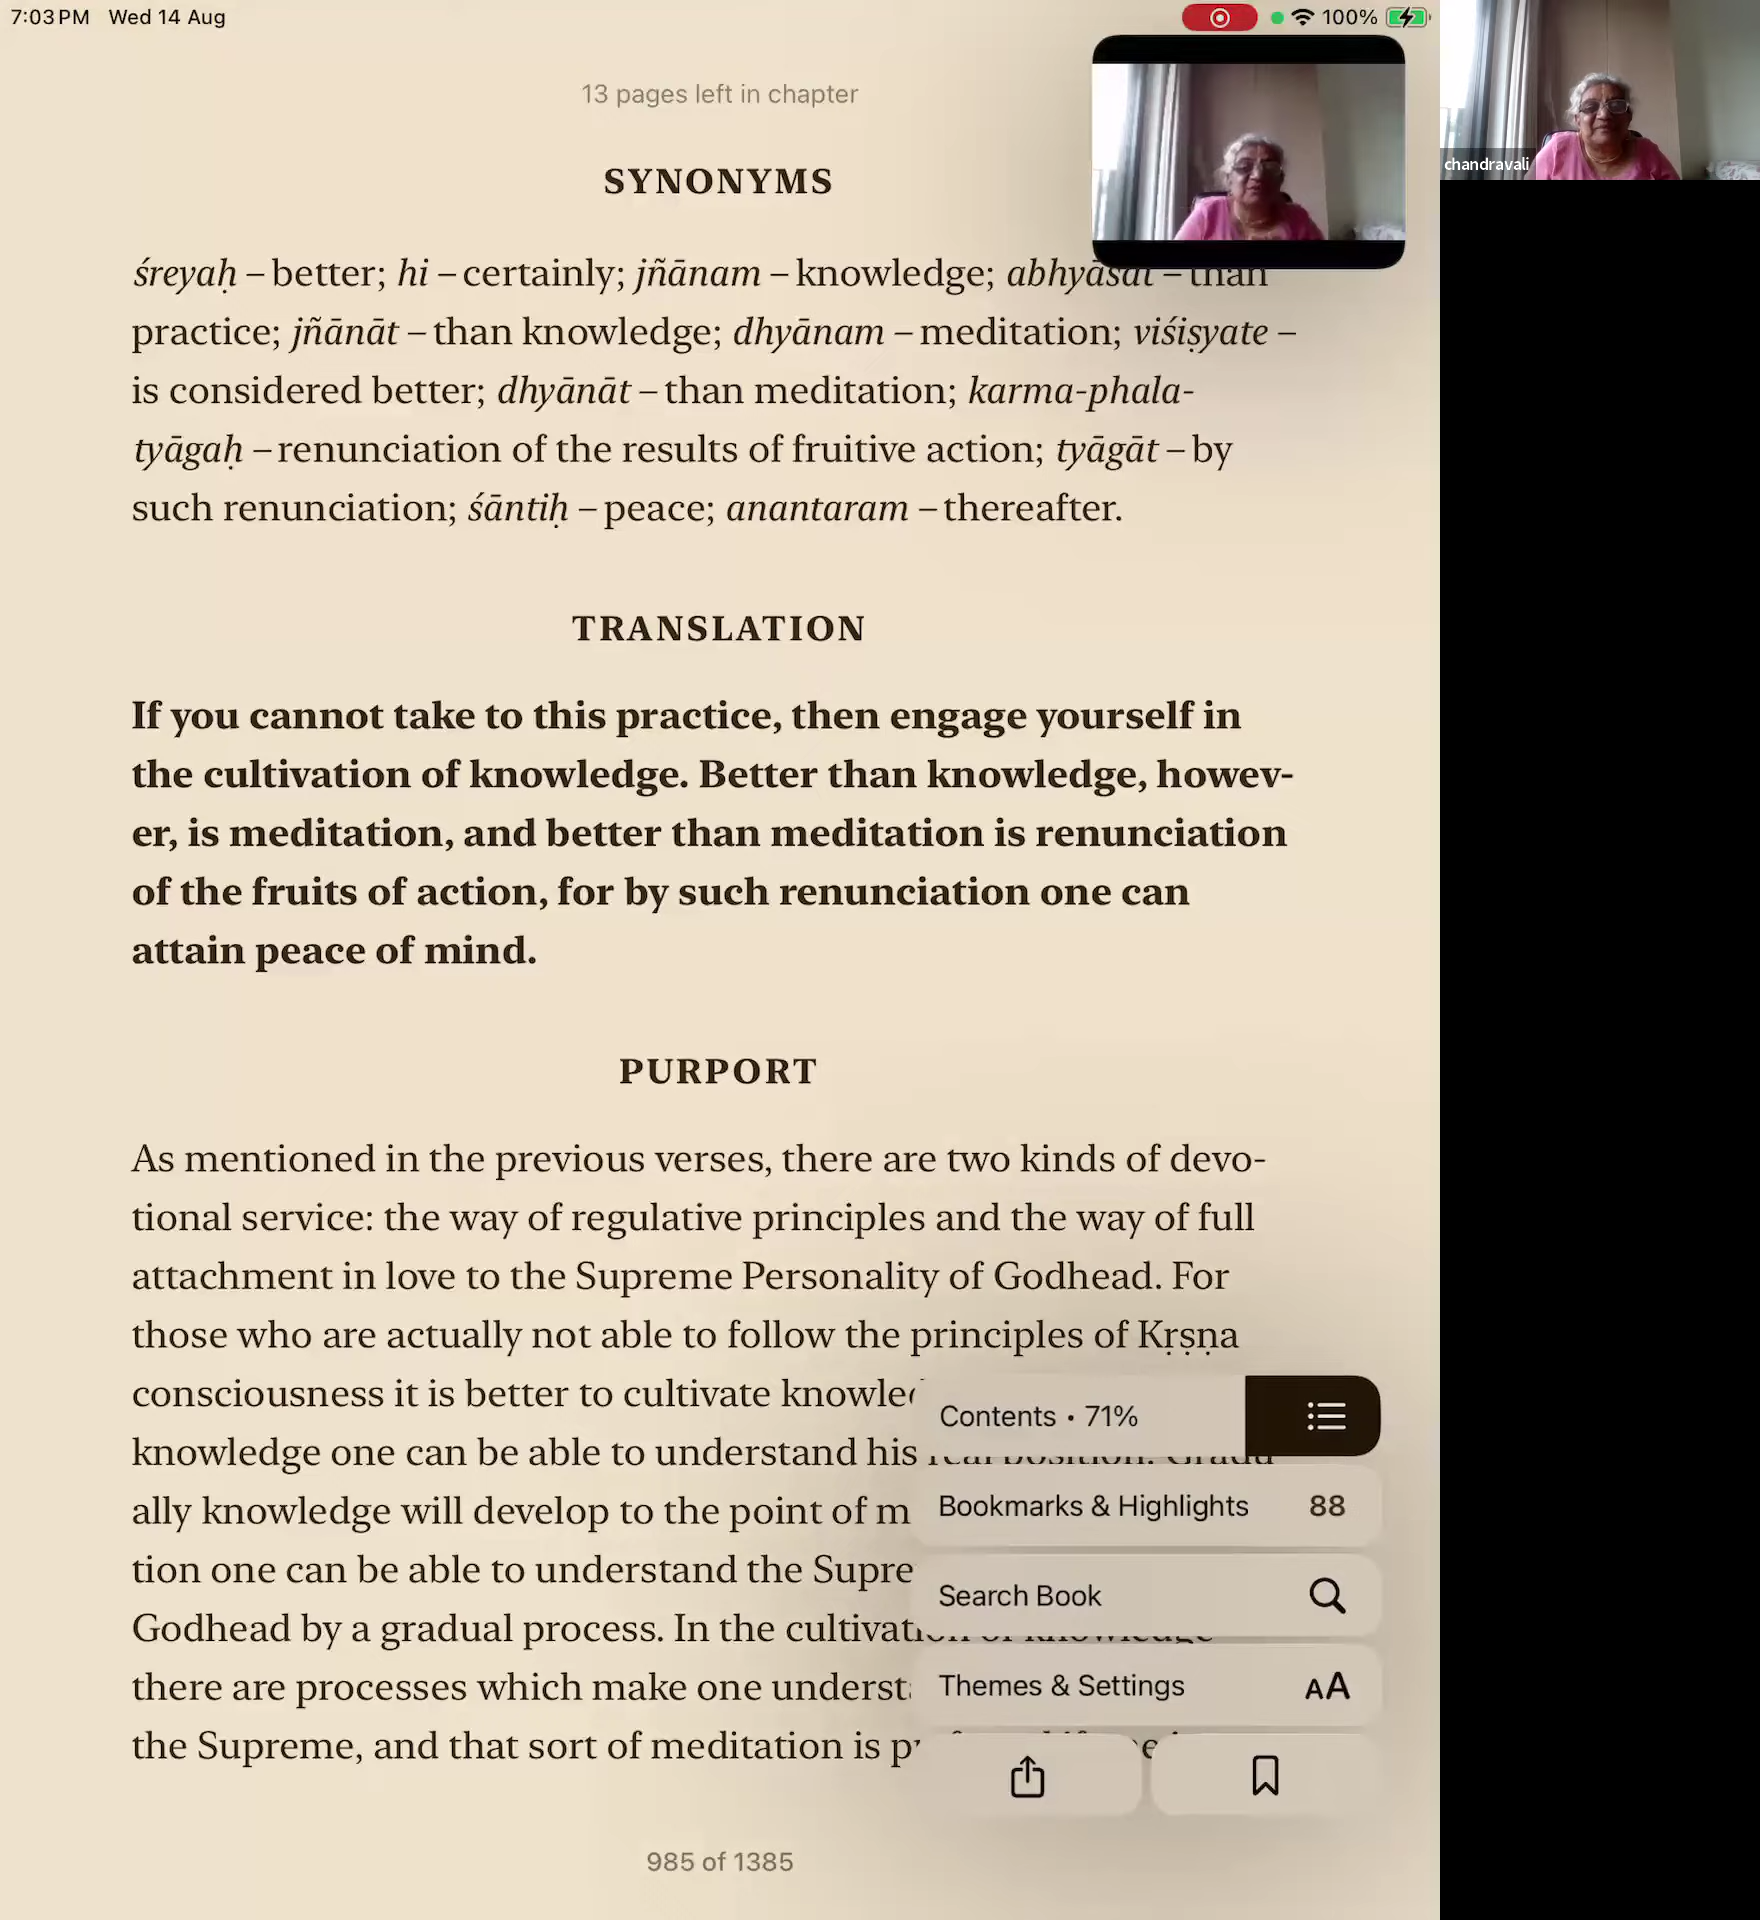 7:03 PM Wed 14 Aug
100%
13 pages left in chapter
chandravali
SYNONYMS
śreyaḥ – better; hi – certainly; jñānam – knowledge; abhyāsāt – than
practice; jñānāt – than knowledge; dhyānam – meditation; viśiṣyate –
is considered better; dhyānāt – than meditation; karma-phala-
tyāgaḥ – renunciation of the results of fruitive action; tyāgāt – by
such renunciation; śāntiḥ – peace; anantaram – thereafter.
TRANSLATION
If you cannot take to this practice, then engage yourself in
the cultivation of knowledge. Better than knowledge, howev-
er, is meditation, and better than meditation is renunciation
of the fruits of action, for by such renunciation one can
attain peace of mind.
PURPORT
As mentioned in the previous verses, there are two kinds of devo-
tional service: the way of regulative principles and the way of full
attachment in love to the Supreme Personality of Godhead. For
those who are actually not able to follow the principles of Kṛṣṇa
consciousness it is better to cultivate
knowledge one can be able to understand his real position. Gradu
ally knowledge will develop to the point of
tion one can be able to understand the
Godhead by a gradual process. In the cultivation of knowledge
there are processes which make one
the Supreme, and that sort of meditation is
Contents • 71%
Bookmarks & Highlights 88
Search Book
Themes & Settings AA
985 of 1385